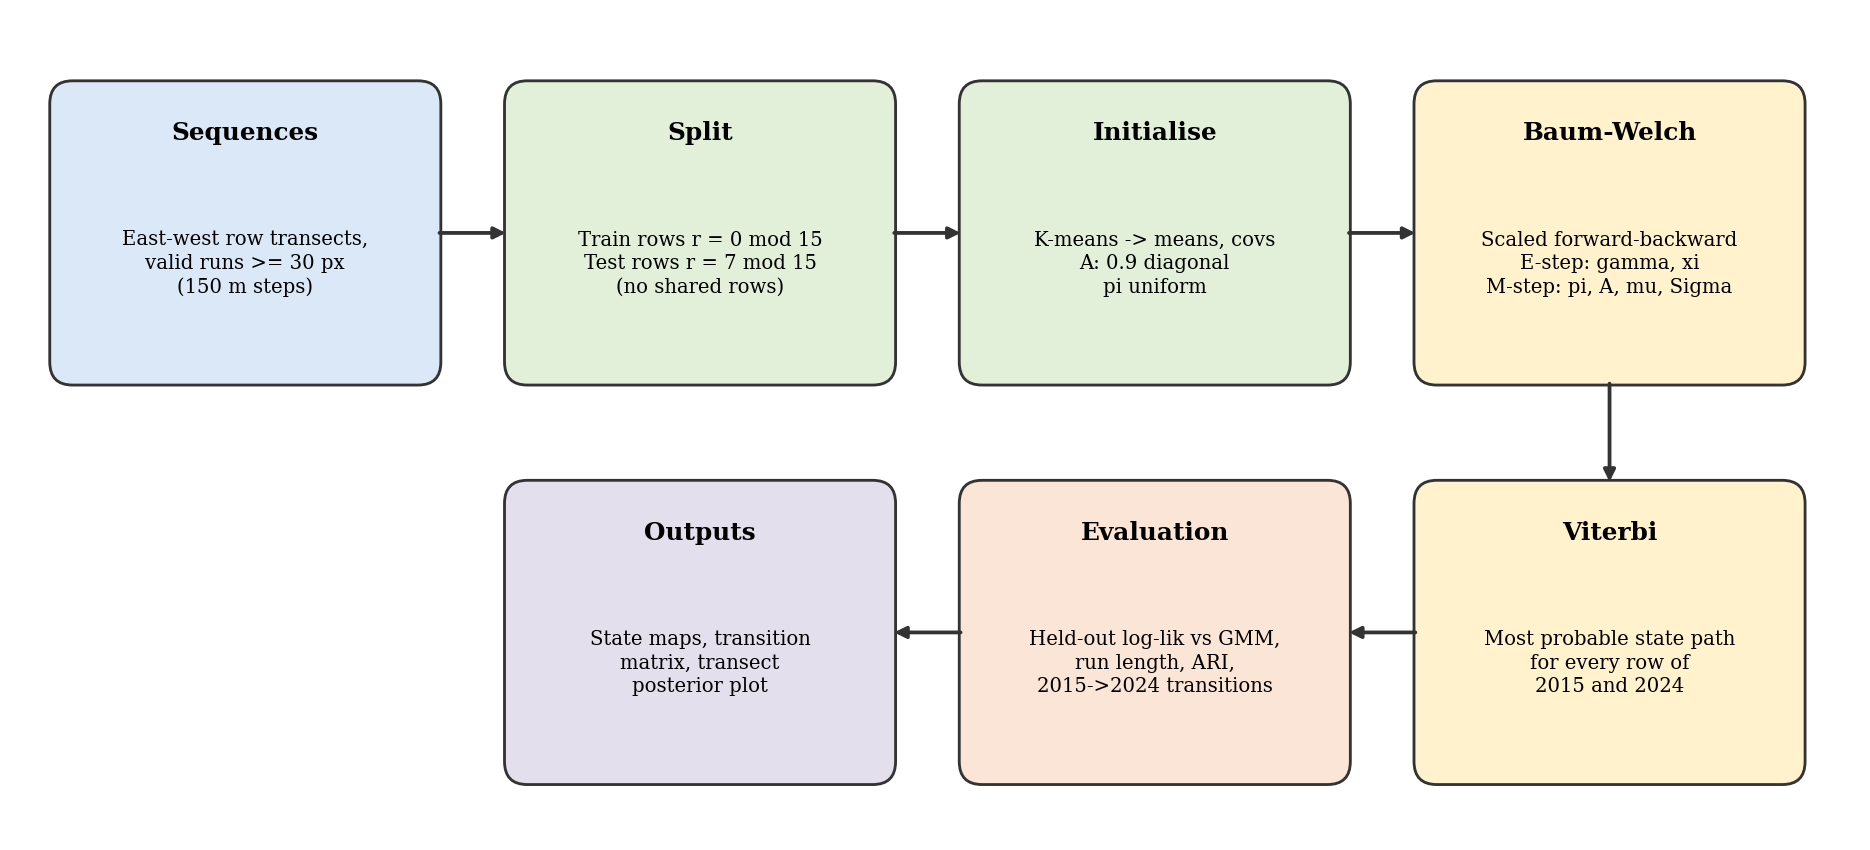 Sequences
East-west row transects,
valid runs >= 30 px
(150 m steps)
Split
Train rows r = 0 mod 15
Test rows r = 7 mod 15
(no shared rows)
Initialise
K-means -> means, covs
A: 0.9 diagonal
pi uniform
Baum-Welch
Scaled forward-backward
E-step: gamma, xi
M-step: pi, A, mu, Sigma
Viterbi
Most probable state path
for every row of
2015 and 2024
Evaluation
Held-out log-lik vs GMM,
run length, ARI,
2015->2024 transitions
Outputs
State maps, transition
matrix, transect
posterior plot